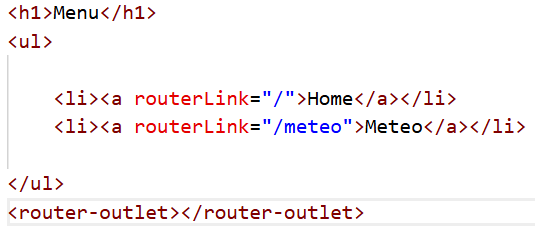 <h1>Menu</h1>
<ul>
<li><a routerLink="/">Home</a></li>
<li><a routerLink="/meteo">Meteo</a></li>
</ul>
<router-outlet></router-outlet>